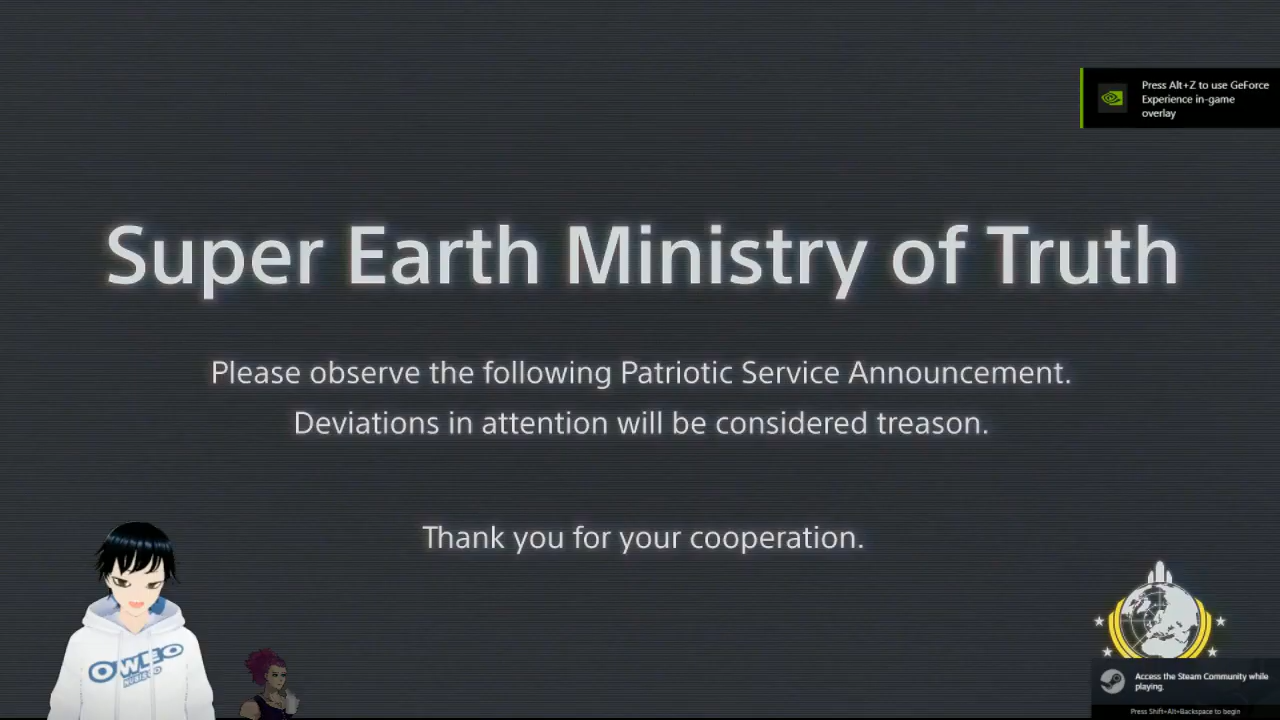 Press Alt+Z to use GeForce
Experience in-game
overlay
Super Earth Ministry of Truth
Please observe the following Patriotic Service Announcement.
Deviations in attention will be considered treason.
Thank you for your cooperation.
Access the Steam Community while
playing.
Press Shift+Alt+Backspace to begin